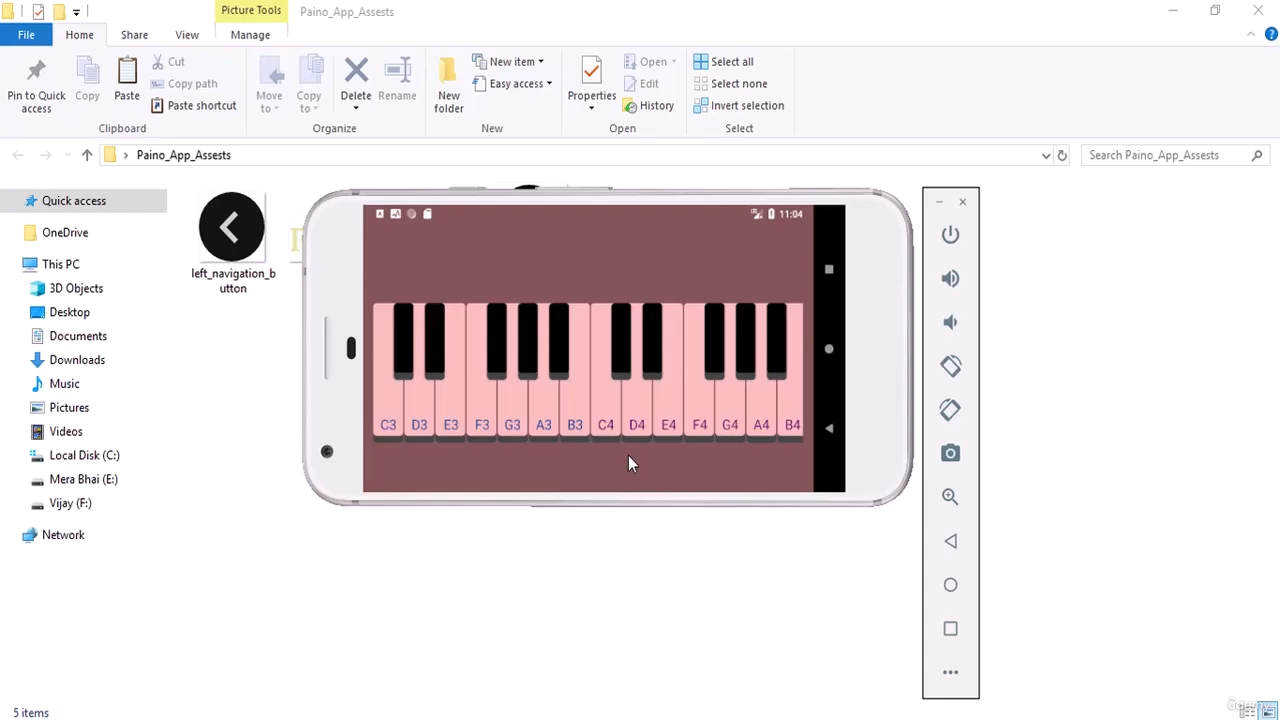 Picture Tools
Paino_App_Assests
File
Home
Share
View
Manage
Pin to Quick access
Copy
Paste
Cut
Copy path
Paste shortcut
Clipboard
Move to
Copy to
Delete
Rename
Organize
New folder
New item
Easy access
New
Properties
Open
Edit
History
Open
Select all
Select none
Invert selection
Select
Paino_App_Assests
Search Paino_App_Assests
Quick access
OneDrive
This PC
3D Objects
Desktop
Documents
Downloads
Music
Pictures
Videos
Local Disk (C:)
Mera Bhai (E:)
Vijay (F:)
Network
left_navigation_b
utton
11:04
C3 D3 E3 F3 G3 A3 B3 C4 D4 E4 F4 G4 A4 B4
5 items